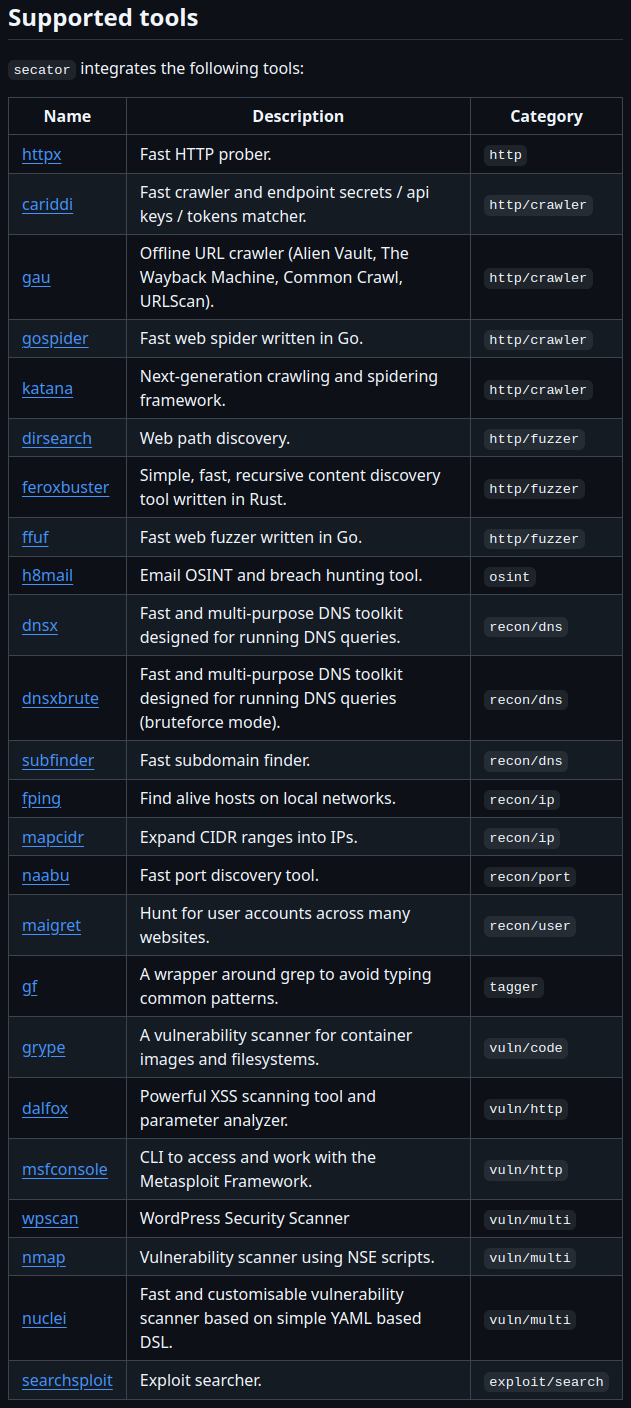 Supported tools
secator integrates the following tools:
Name Description Category
httpx Fast HTTP prober. http
cariddi Fast crawler and endpoint secrets / api
keys / tokens matcher. http/crawler
gau Offline URL crawler (Alien Vault, The
Wayback Machine, Common Crawl,
URLScan). http/crawler
gospider Fast web spider written in Go. http/crawler
katana Next-generation crawling and spidering
framework. http/crawler
dirsearch Web path discovery. http/fuzzer
feroxbuster Simple, fast, recursive content discovery
tool written in Rust. http/fuzzer
ffuf Fast web fuzzer written in Go. http/fuzzer
h8mail Email OSINT and breach hunting tool. osint
dnsx Fast and multi-purpose DNS toolkit
designed for running DNS queries. recon/dns
dnsxbrute Fast and multi-purpose DNS toolkit
designed for running DNS queries
(bruteforce mode). recon/dns
subfinder Fast subdomain finder. recon/dns
fping Find alive hosts on local networks. recon/ip
mapcidr Expand CIDR ranges into IPs. recon/ip
naabu Fast port discovery tool. recon/port
maigret Hunt for user accounts across many
websites. recon/user
gf A wrapper around grep to avoid typing
common patterns. tagger
grype A vulnerability scanner for container
images and filesystems. vuln/code
dalfox Powerful XSS scanning tool and
parameter analyzer. vuln/http
msfconsole CLI to access and work with the
Metasploit Framework. vuln/http
wpscan WordPress Security Scanner vuln/multi
nmap Vulnerability scanner using NSE scripts. vuln/multi
nuclei Fast and customisable vulnerability
scanner based on simple YAML based
DSL. vuln/multi
searchsploit Exploit searcher. exploit/search